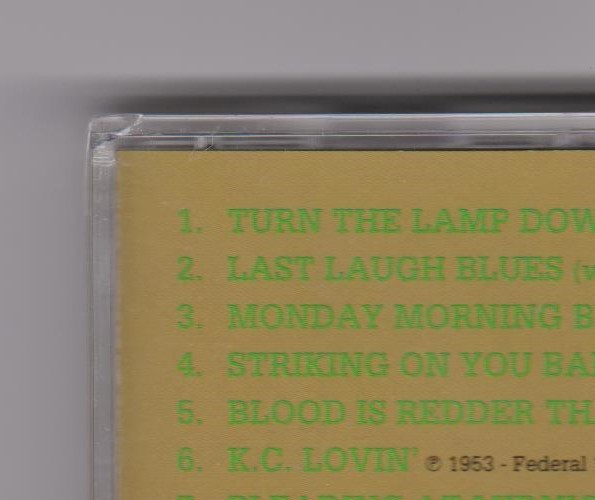 1. TURN THE LAMP DOW
2. LAST LAUGH BLUES (w
3. MONDAY MORNING B
4. STRIKING ON YOU BA
5. BLOOD IS REDDER TH
6. K.C. LOVIN' ℗ 1953 - Federal